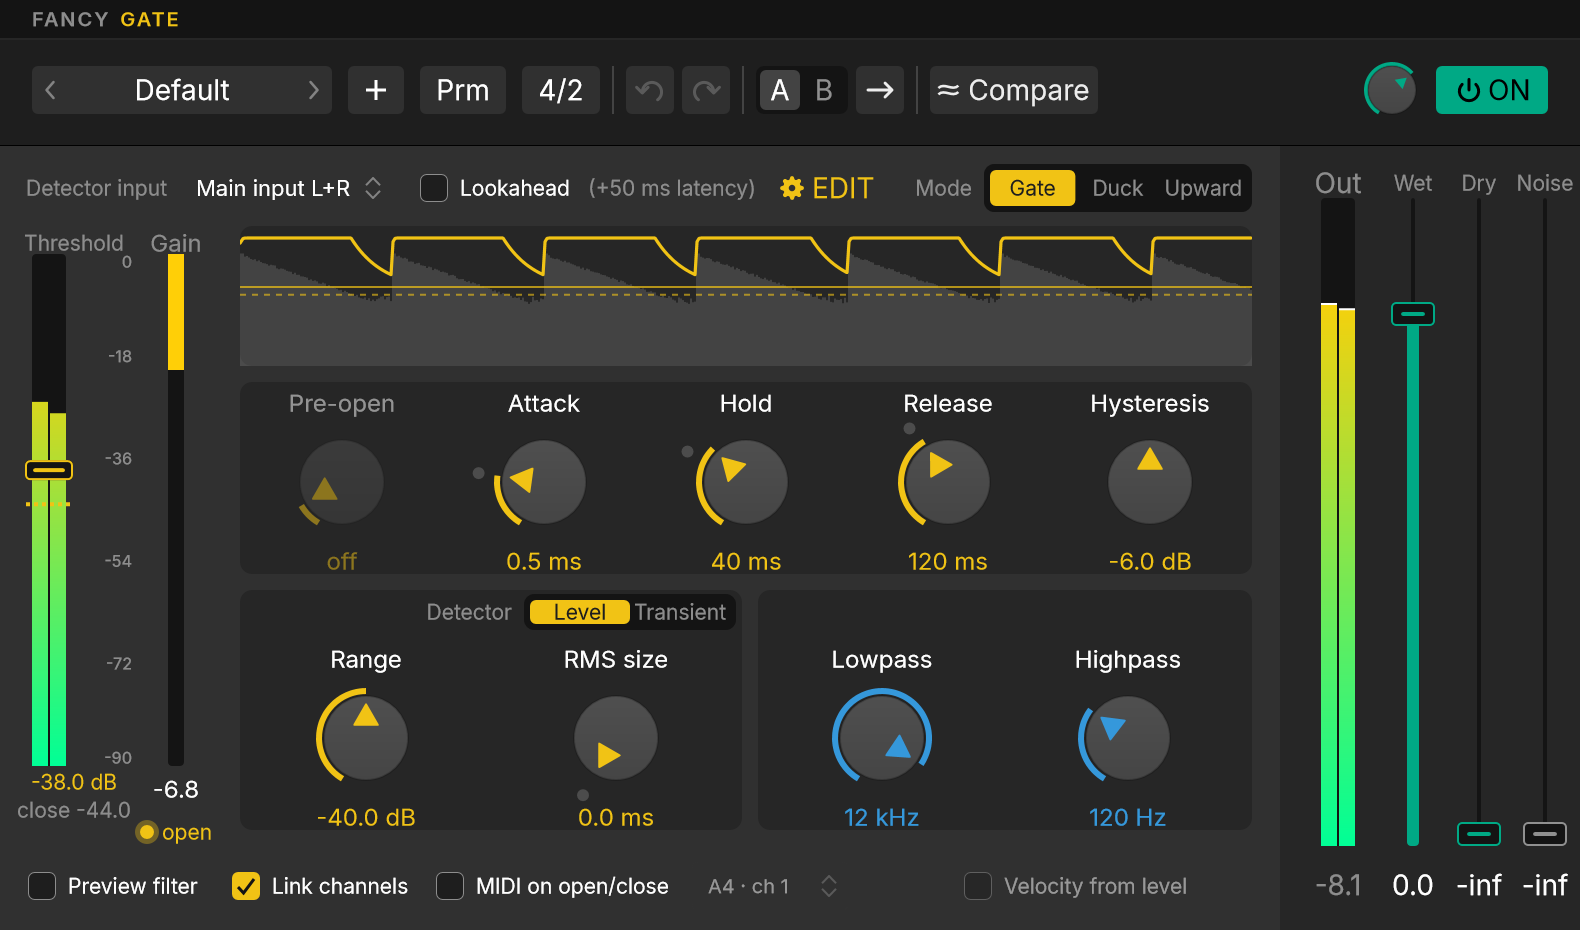 FANCY GATE
Default + Prm 4/2 A B → ≈ Compare ON
Detector input Main input L+R Lookahead (+50 ms latency) EDIT Mode Gate Duck Upward
Out Wet Dry Noise
Threshold Gain
0
-18
-36
-54
-72
-90
-38.0 dB
close -44.0
-6.8
open
Pre-open Attack Hold Release Hysteresis
off 0.5 ms 40 ms 120 ms -6.0 dB
Detector Level Transient
Range RMS size Lowpass Highpass
-40.0 dB 0.0 ms 12 kHz 120 Hz
Preview filter Link channels MIDI on open/close A4 · ch 1 Velocity from level
-8.1 0.0 -inf -inf